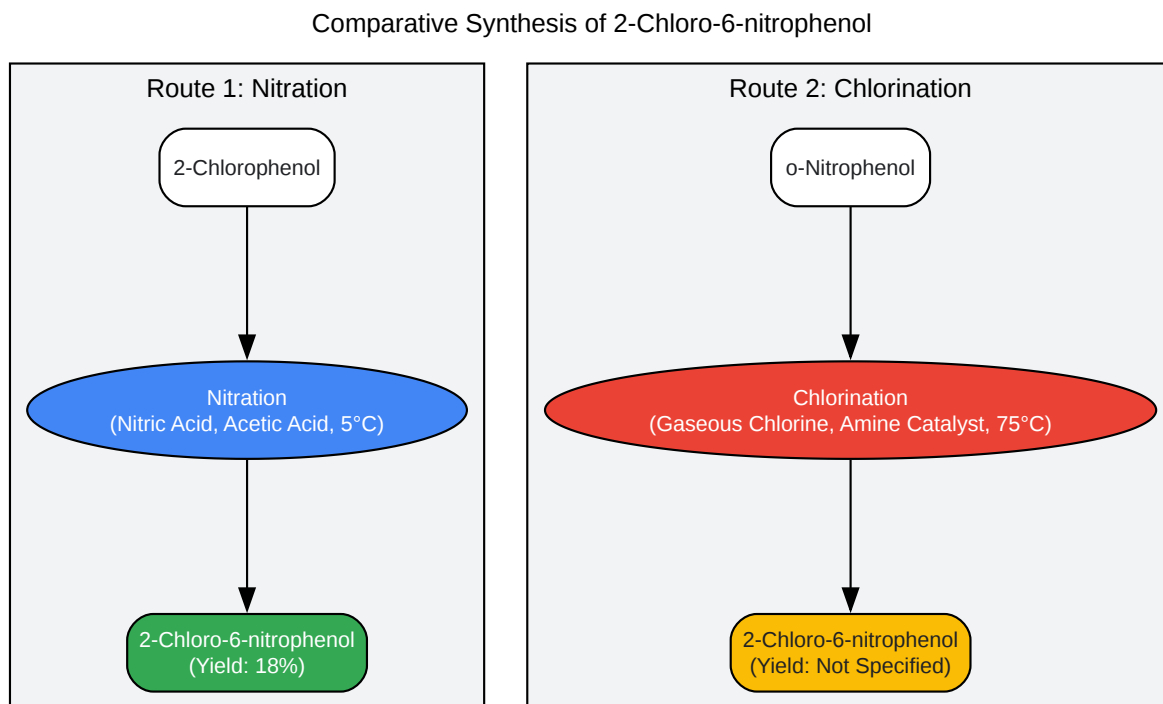 Comparative Synthesis of 2-Chloro-6-nitrophenol
Route 1: Nitration
2-Chlorophenol
Nitration
(Nitric Acid, Acetic Acid, 5°C)
2-Chloro-6-nitrophenol
(Yield: 18%)
Route 2: Chlorination
o-Nitrophenol
Chlorination
(Gaseous Chlorine, Amine Catalyst, 75°C)
2-Chloro-6-nitrophenol
(Yield: Not Specified)